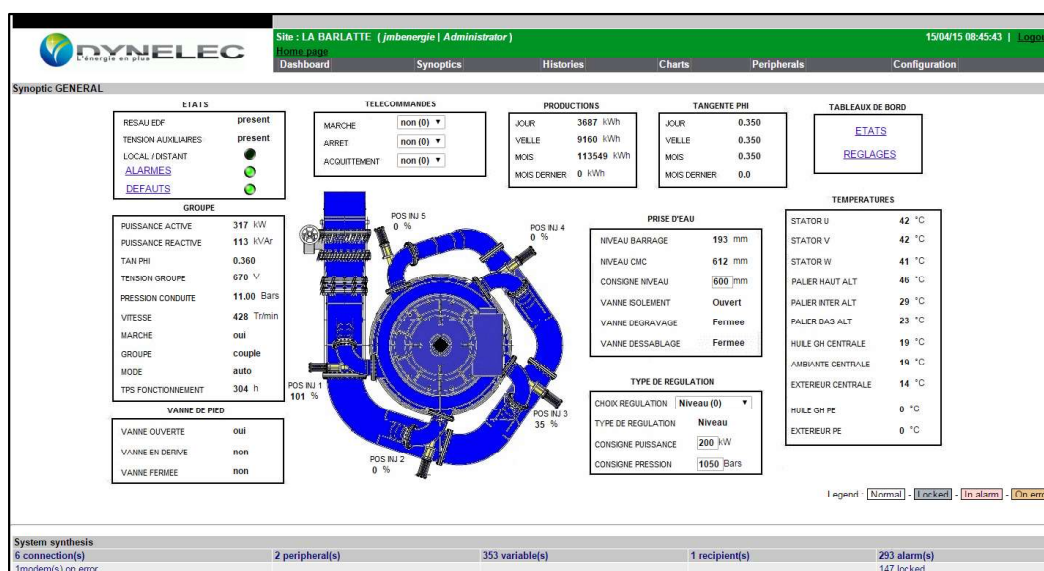 Site : LA BARLATTE ( jmbenergie | Administrator )
15/04/15 08:45:43 |
DYNELEC
L'énergie en plus
Home page
Dashboard Synoptics Histories Charts Peripherals Configuration
Synoptic GENERAL
ETATS
RESAU EDF present
TENSION AUXILIAIRES present
LOCAL / DISTANT
ALARMES
DEFAUTS
TELECOMMANDES
MARCHE non (0)
ARRET non (0)
ACQUITTEMENT non (0)
PRODUCTIONS
JOUR 3687 kWh
VEILLE 9160 kWh
MOIS 113549 kWh
MOIS DERNIER 0 kWh
TANGENTE PHI
JOUR 0.350
VEILLE 0.350
MOIS 0.350
MOIS DERNIER 0.0
TABLEAUX DE BORD
ETATS
REGLAGES
GROUPE
PUISSANCE ACTIVE 317 kW
PUISSANCE REACTIVE 113 kVAr
TAN PHI 0.360
TENSION GROUPE 670 V
PRESSION CONDUITE 11.00 Bars
VITESSE 428 Tr/min
MARCHE oui
GROUPE couple
MODE auto
TPS FONCTIONNEMENT 304 h
VANNE DE PIED
VANNE OUVERTE oui
VANNE EN DERIVE non
VANNE FERMEE non
POS INJ 5
0 %
POS INJ 4
0 %
POS INJ 1
101 %
POS INJ 3
35 %
POS INJ 2
0 %
PRISE D'EAU
NIVEAU BARRAGE 193 mm
NIVEAU CMC 612 mm
CONSIGNE NIVEAU 600 mm
VANNE ISOLEMENT Ouvert
VANNE DEGRAVAGE Fermee
VANNE DESSABLAGE Fermee
TYPE DE REGULATION
CHOIX REGULATION Niveau (0)
TYPE DE REGULATION Niveau
CONSIGNE PUISSANCE 200 kW
CONSIGNE PRESSION 1050 Bars
TEMPERATURES
STATOR U 42 °C
STATOR V 42 °C
STATOR W 41 °C
PALIER HAUT ALT 46 °C
PALIER INTER ALT 29 °C
PALIER BAS ALT 23 °C
HUILE GH CENTRALE 19 °C
AMBIANTE CENTRALE 19 °C
EXTERIEUR CENTRALE 14 °C
HUILE GH PE 0 °C
EXTERIEUR PE 0 °C
Legend : Normal - Locked - In alarm -
System synthesis
6 connection(s) 2 peripheral(s) 353 variable(s) 1 recipient(s) 293 alarm(s)
1modem(s) on error 147 locked